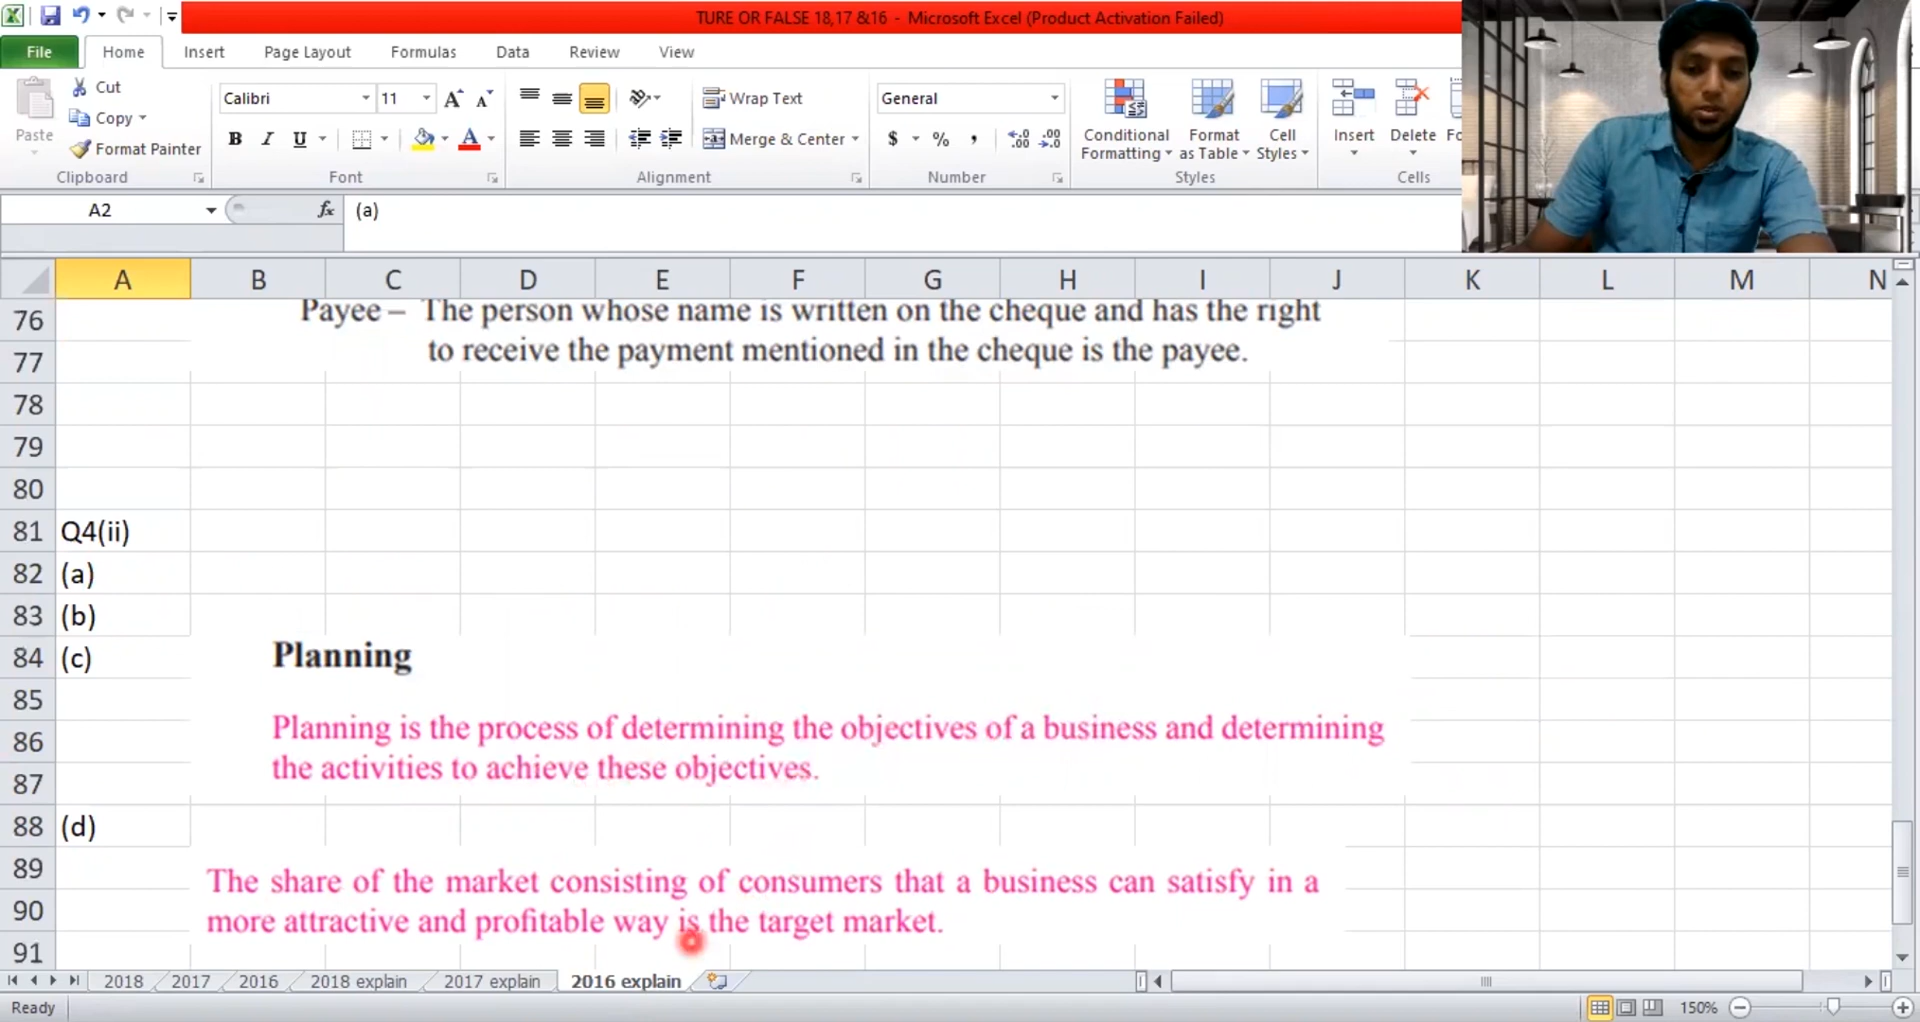 TURE OR FALSE 18,17 &16 - Microsoft Excel (Product Activation Failed)
File Home Insert Page Layout Formulas Data Review View
Paste
Cut
Copy
Format Painter
Clipboard
Calibri 11
B I U
Font
Wrap Text
Merge & Center
Alignment
General
$ % ,
Number
Conditional Formatting
Format as Table
Cell Styles
Styles
Insert Delete Fo
Cells
A2 fx (a)
A B C D E F G H I J K L M N
76 Payee – The person whose name is written on the cheque and has the right
77 to receive the payment mentioned in the cheque is the payee.
78
79
80
81 Q4(ii)
82 (a)
83 (b)
84 (c) Planning
85
86 Planning is the process of determining the objectives of a business and determining
87 the activities to achieve these objectives.
88 (d)
89 The share of the market consisting of consumers that a business can satisfy in a
90 more attractive and profitable way is the target market.
91
2018 2017 2016 2018 explain 2017 explain 2016 explain
Ready 150%